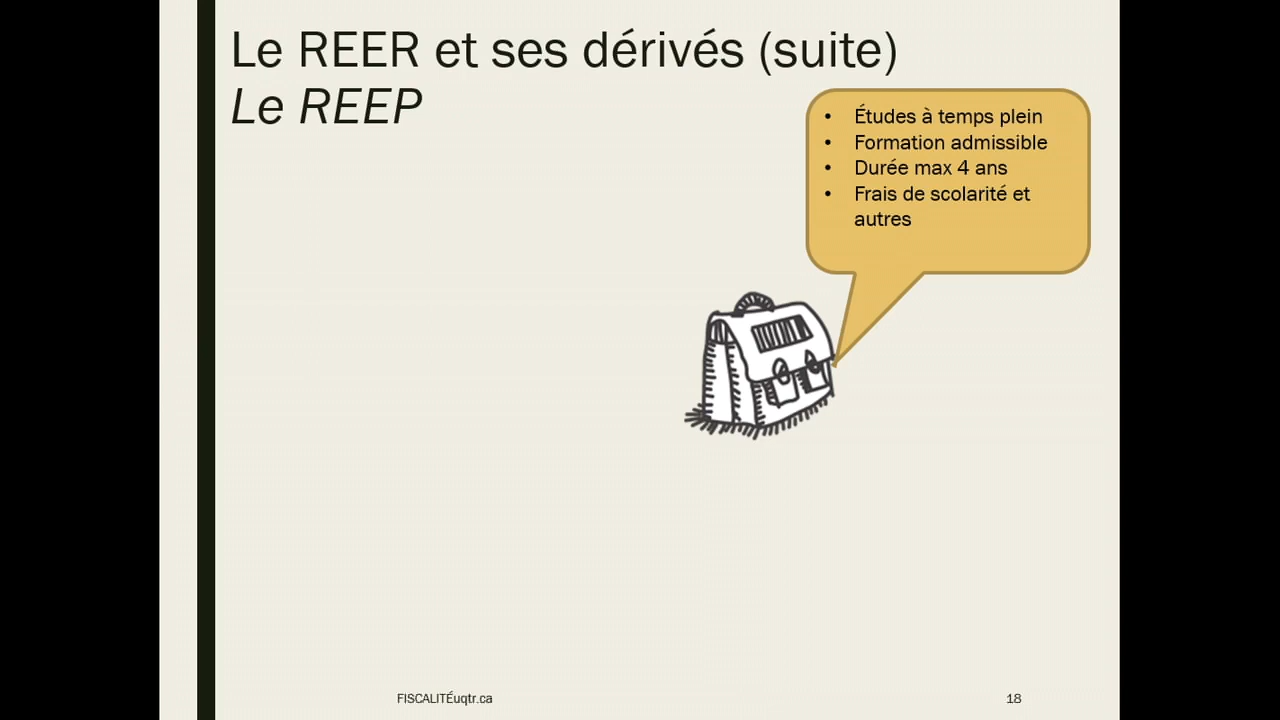 Le REER et ses dérivés (suite)
Le REEP
• Études à temps plein
• Formation admissible
• Durée max 4 ans
• Frais de scolarité et
autres
FISCALITÉuqtr.ca
18